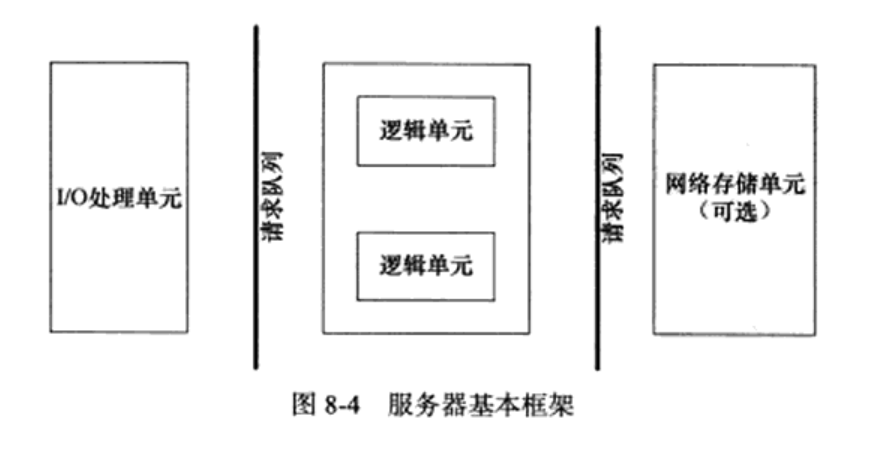 I/O处理单元
请求队列
逻辑单元
逻辑单元
请求队列
网络存储单元
（可选）
图 8-4 服务器基本框架